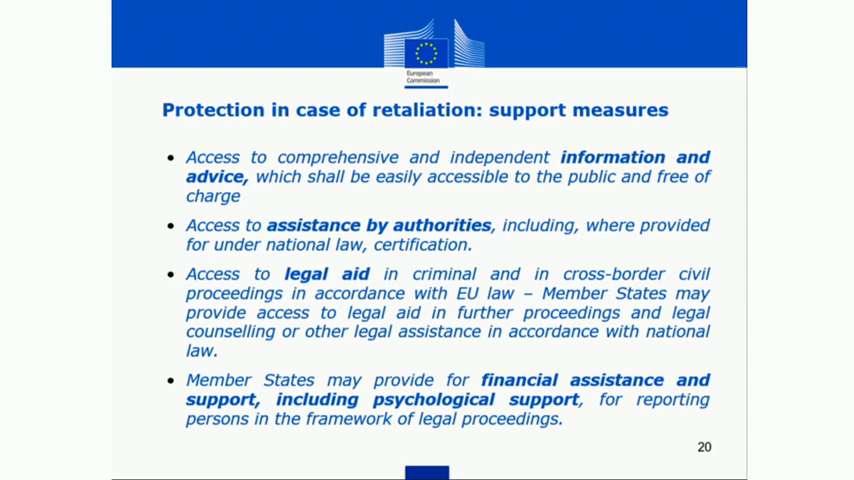 European
Commission
Protection in case of retaliation: support measures
• Access to comprehensive and independent information and
advice, which shall be easily accessible to the public and free of
charge
• Access to assistance by authorities, including, where provided
for under national law, certification.
• Access to legal aid in criminal and in cross-border civil
proceedings in accordance with EU law – Member States may
provide access to legal aid in further proceedings and legal
counselling or other legal assistance in accordance with national
law.
• Member States may provide for financial assistance and
support, including psychological support, for reporting
persons in the framework of legal proceedings.
20